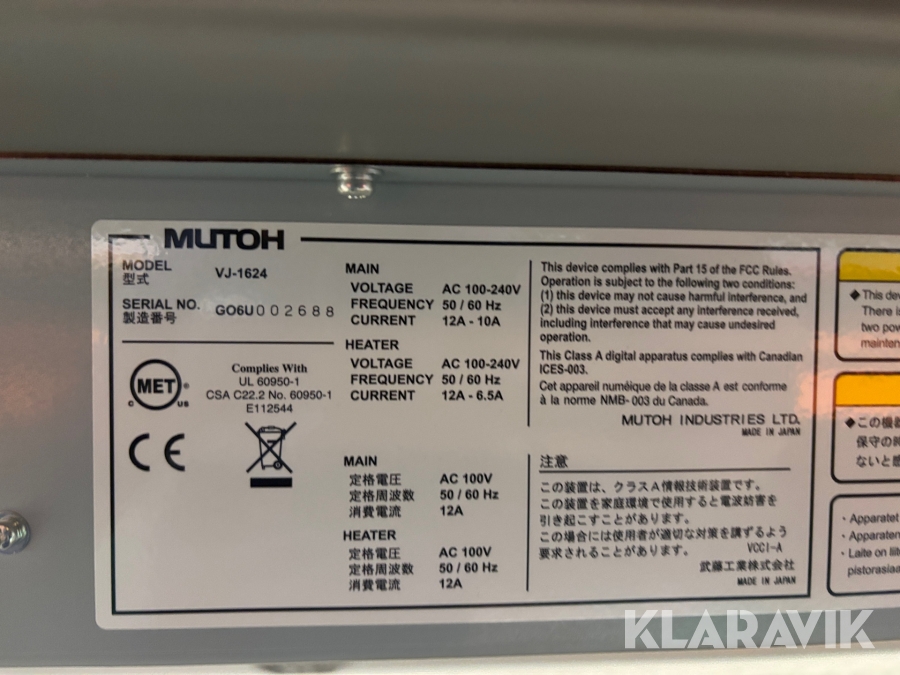 MUTOH
MODEL
型式
VJ-1624
SERIAL NO.
製造番号
GO6U002688
MET
C US
Complies With
UL 60950-1
CSA C22.2 No. 60950-1
E112544
CE
MAIN
VOLTAGE AC 100-240V
FREQUENCY 50 / 60 Hz
CURRENT 12A - 10A
HEATER
VOLTAGE AC 100-240V
FREQUENCY 50 / 60 Hz
CURRENT 12A - 6.5A
MAIN
定格電圧 AC 100V
定格周波数 50 / 60 Hz
消費電流 12A
HEATER
定格電圧 AC 100V
定格周波数 50 / 60 Hz
消費電流 12A
This device complies with Part 15 of the FCC Rules.
Operation is subject to the following two conditions:
(1) this device may not cause harmful interference, and
(2) this device must accept any interference received,
including interference that may cause undesired
operation.
This Class A digital apparatus complies with Canadian
ICES-003.
Cet appareil numéique de la classe A est conforme
à la norme NMB- 003 du Canada.
MUTOH INDUSTRIES LTD.
MADE IN JAPAN
注意
この装置は、クラスA情報技術装置です。
この装置を家庭環境で使用すると電波妨害を
引き起こすことがあります。
この場合には使用者が適切な対策を講ずるよう
要求されることがあります。
VCCI-A
武藤工業株式会社
MADE IN JAPAN
◆This dev
There is
two pow
mainten
◆この機器
保守の時
ないと感
· Apparatet
· Apparaten
· Laite on liit
pistorasiaa
KLARAVIK